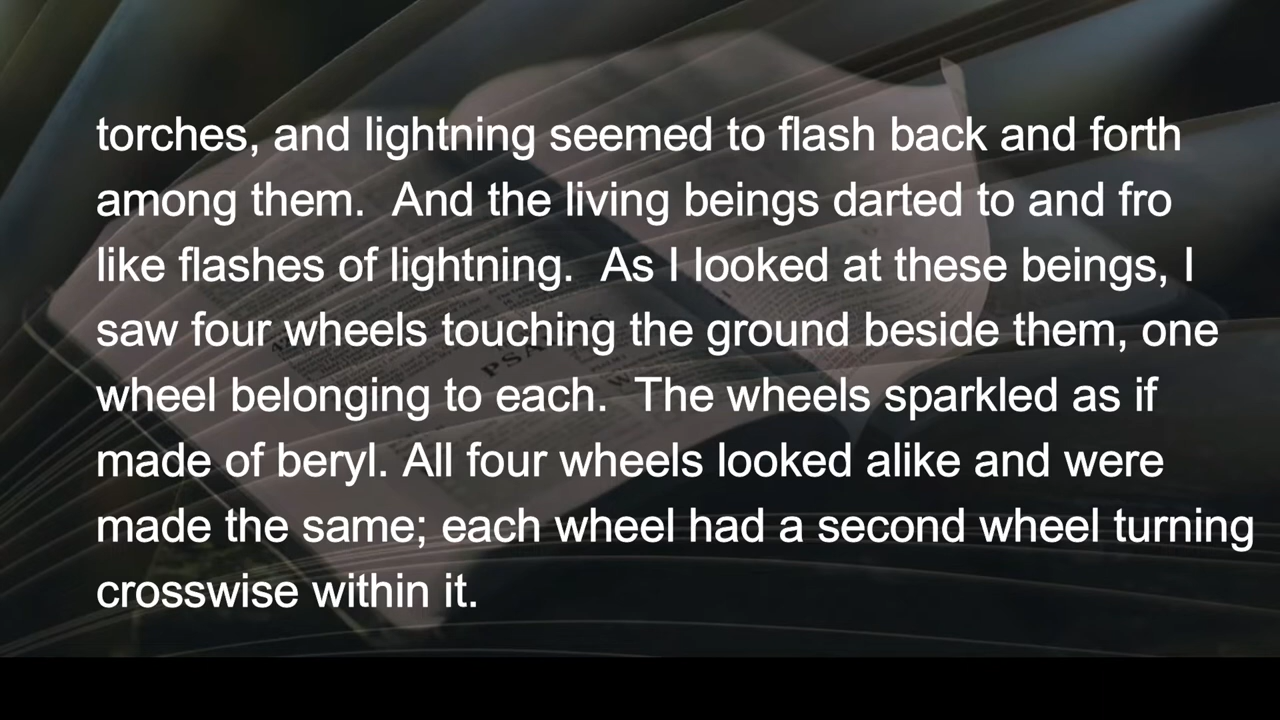 torches, and lightning seemed to flash back and forth
among them.  And the living beings darted to and fro
like flashes of lightning.  As I looked at these beings, I
saw four wheels touching the ground beside them, one
wheel belonging to each.  The wheels sparkled as if
made of beryl. All four wheels looked alike and were
made the same; each wheel had a second wheel turning
crosswise within it.